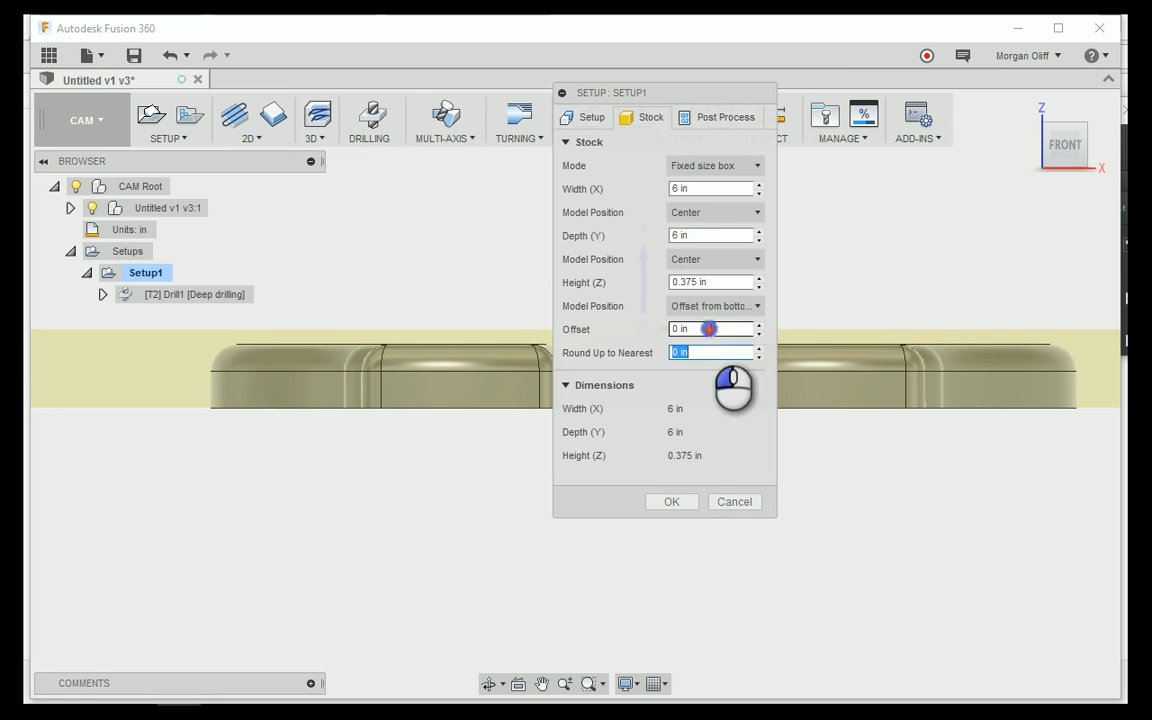 Autodesk Fusion 360
Morgan Oliff
Untitled v1 v3*
CAM
SETUP
2D
3D
DRILLING
MULTI-AXIS
TURNING
CT
MANAGE
ADD-INS
SETUP : SETUP1
Setup
Stock
Post Process
BROWSER
CAM Root
Untitled v1 v3:1
Units: in
Setups
Setup1
[T2] Drill1 [Deep drilling]
Stock
Mode Fixed size box
Width (X) 6 in
Model Position Center
Depth (Y) 6 in
Model Position Center
Height (Z) 0.375 in
Model Position Offset from botto...
Offset 0 in
Round Up to Nearest 0 in
Dimensions
Width (X) 6 in
Depth (Y) 6 in
Height (Z) 0.375 in
OK Cancel
Z
FRONT
X
COMMENTS